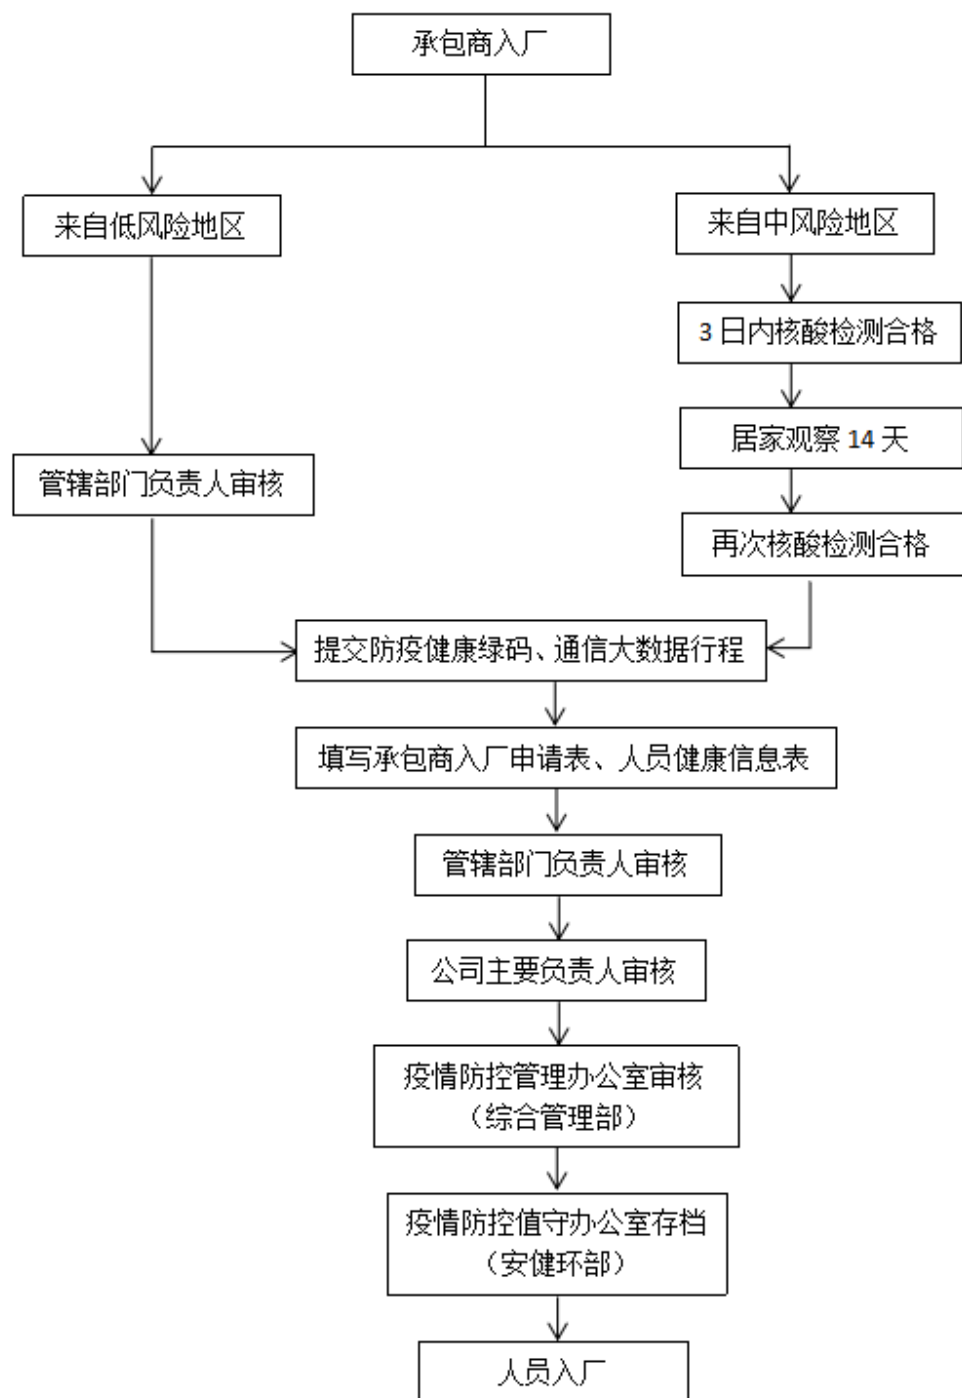 承包商入厂
来自低风险地区
来自中风险地区
3日内核酸检测合格
居家观察14天
管辖部门负责人审核
再次核酸检测合格
提交防疫健康绿码、通信大数据行程
填写承包商入厂申请表、人员健康信息表
管辖部门负责人审核
公司主要负责人审核
疫情防控管理办公室审核
（综合管理部）
疫情防控值守办公室存档
（安健环部）
人员入厂